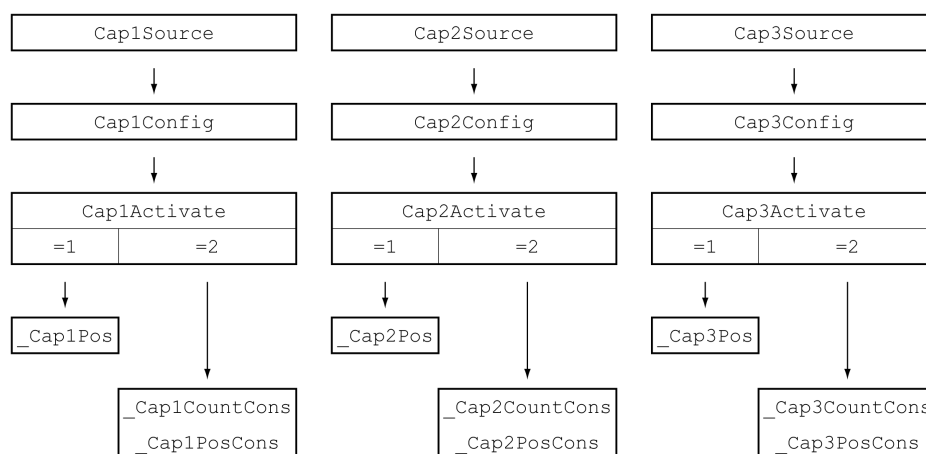 Cap1Source
Cap2Source
Cap3Source
Cap1Config
Cap2Config
Cap3Config
Cap1Activate
Cap2Activate
Cap3Activate
=1 =2
=1 =2
=1 =2
_Cap1Pos
_Cap2Pos
_Cap3Pos
_Cap1CountCons
_Cap2CountCons
_Cap3CountCons
_Cap1PosCons
_Cap2PosCons
_Cap3PosCons